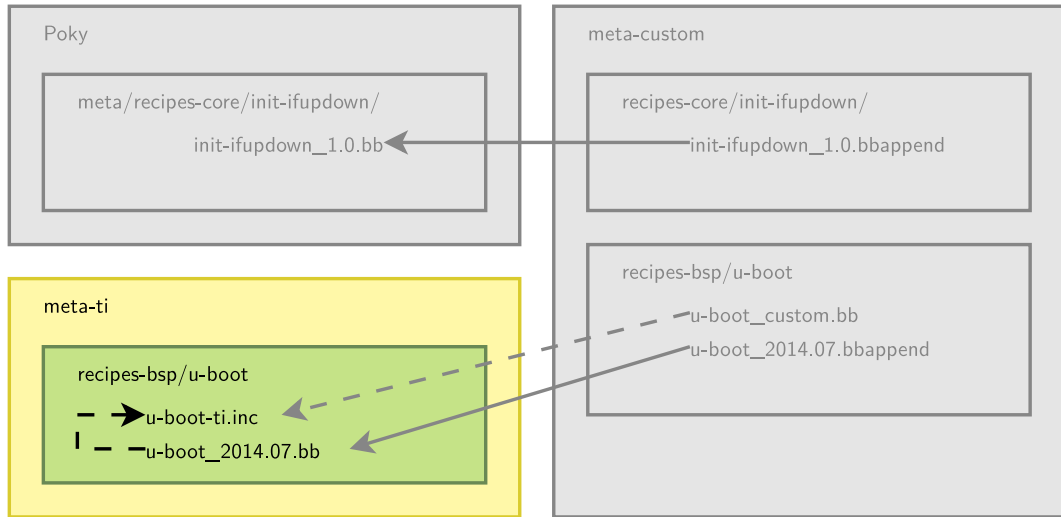 Poky
meta/recipes-core/init-ifupdown/
init-ifupdown_1.0.bb
meta-custom
recipes-core/init-ifupdown/
init-ifupdown_1.0.bbappend
recipes-bsp/u-boot
u-boot_custom.bb
u-boot_2014.07.bbappend
meta-ti
recipes-bsp/u-boot
u-boot-ti.inc
u-boot_2014.07.bb